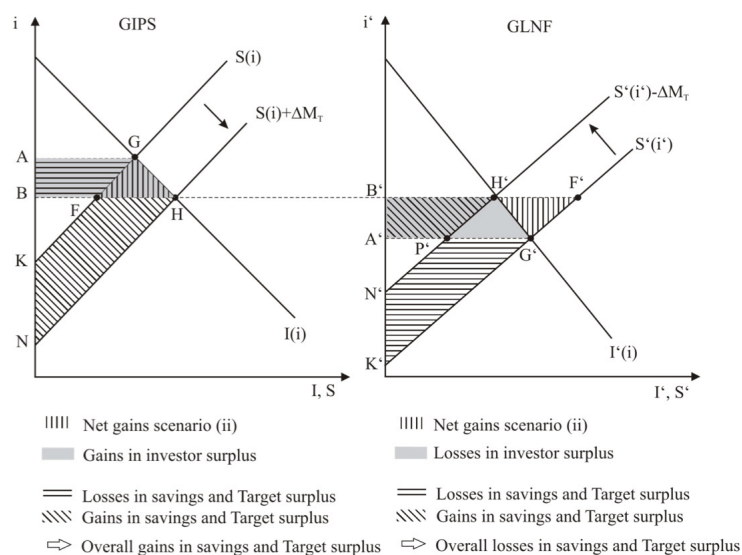 i
GIPS
S(i)
S(i)+ΔM_T
G
A
B
F
H
K
N
I(i)
I, S
Net gains scenario (ii)
Gains in investor surplus
Losses in savings and Target surplus
Gains in savings and Target surplus
Overall gains in savings and Target surplus
i‘
GLNF
S‘(i‘)-ΔM_T
S‘(i‘)
H‘
F‘
B‘
A‘
P‘
G‘
N‘
K‘
I‘(i)
I‘, S‘
Net gains scenario (ii)
Losses in investor surplus
Losses in savings and Target surplus
Gains in savings and Target surplus
Overall losses in savings and Target surplus